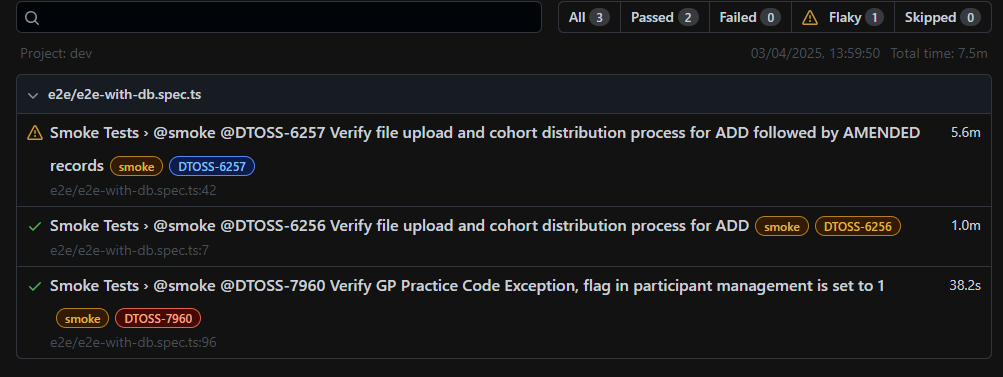 All 3 Passed 2 Failed 0 Flaky 1 Skipped 0
Project: dev 03/04/2025, 13:59:50 Total time: 7.5m
e2e/e2e-with-db.spec.ts
Smoke Tests › @smoke @DTOSS-6257 Verify file upload and cohort distribution process for ADD followed by AMENDED 5.6m
records smoke DTOSS-6257
e2e/e2e-with-db.spec.ts:42
Smoke Tests › @smoke @DTOSS-6256 Verify file upload and cohort distribution process for ADD smoke DTOSS-6256 1.0m
e2e/e2e-with-db.spec.ts:7
Smoke Tests › @smoke @DTOSS-7960 Verify GP Practice Code Exception, flag in participant management is set to 1 38.2s
smoke DTOSS-7960
e2e/e2e-with-db.spec.ts:96